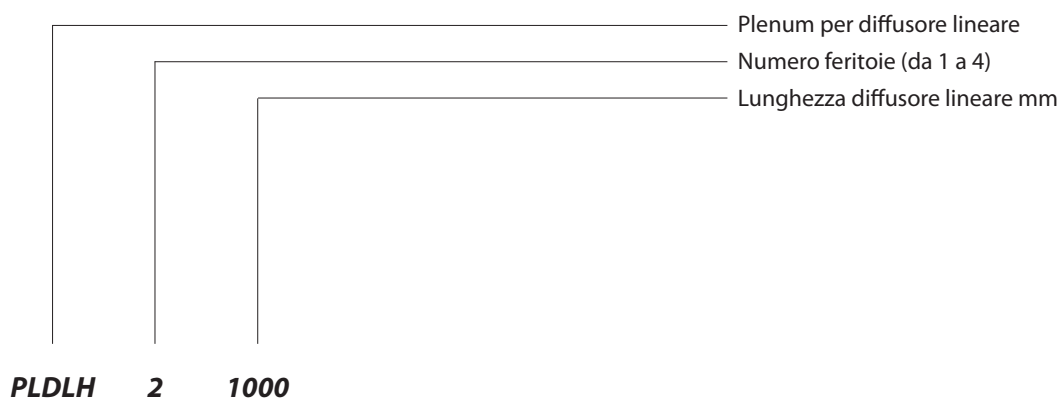 Plenum per diffusore lineare
Numero feritoie (da 1 a 4)
Lunghezza diffusore lineare mm
PLDLH 2 1000